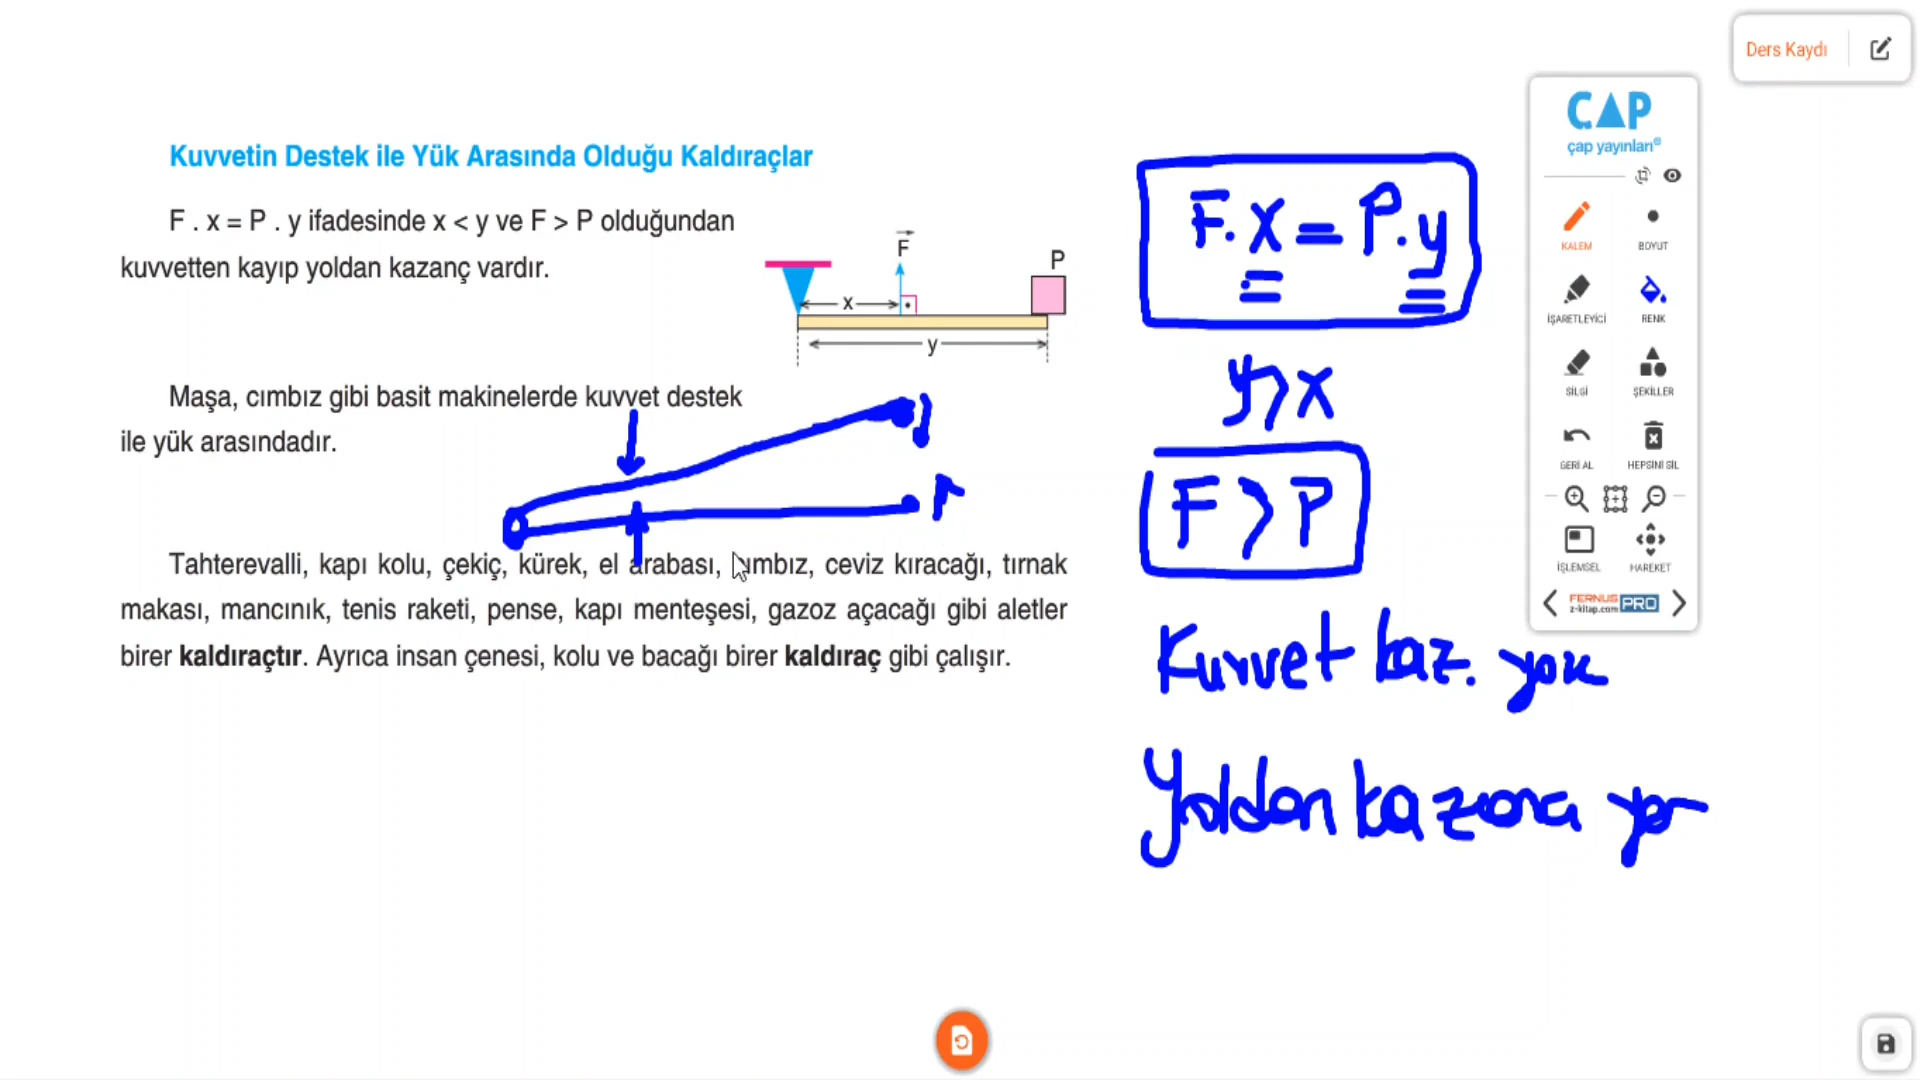 Ders Kaydı
Kuvvetin Destek ile Yük Arasında Olduğu Kaldıraçlar
F . x = P . y ifadesinde x < y ve F > P olduğundan
kuvvetten kayıp yoldan kazanç vardır.
F
P
x
y
Maşa, cımbız gibi basit makinelerde kuvvet destek
ile yük arasındadır.
Tahterevalli, kapı kolu, çekiç, kürek, el arabası, cımbız, ceviz kıracağı, tırnak
makası, mancınık, tenis raketi, pense, kapı menteşesi, gazoz açacağı gibi aletler
birer kaldıraçtır. Ayrıca insan çenesi, kolu ve bacağı birer kaldıraç gibi çalışır.
F.x = P.y
y>x
F>P
Kuvvet kaz. yok
Yoldan
CAP
çap yayınları®
KALEM
BOYUT
İŞARETLEYİCİ
RENK
SİLGİ
ŞEKİLLER
GERİ AL
HEPSİNİ SİL
İŞLEMSEL
HAREKET
FERNUS
z-kitap.com
PRO